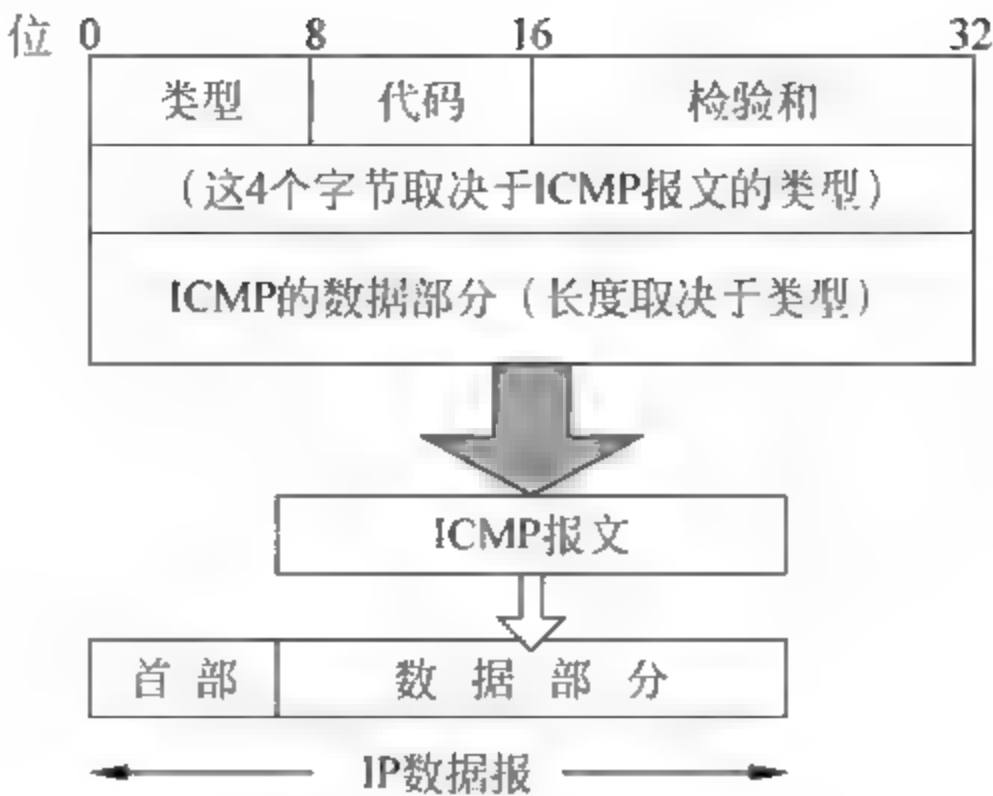 位 0 8 16 32
类型 代码 检验和
（这4个字节取决于ICMP报文的类型）
ICMP的数据部分（长度取决于类型）
ICMP报文
首部 数据部分
IP数据报